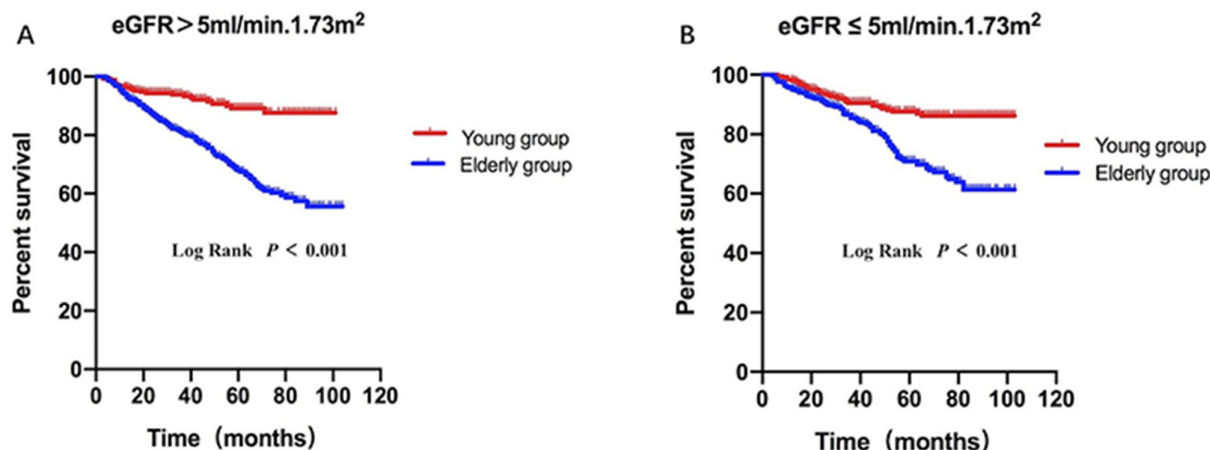 A
eGFR > 5ml/min.1.73m²
Percent survival
100
80
60
40
20
0
0 20 40 60 80 100 120
Time (months)
Young group
Elderly group
Log Rank P < 0.001
B
eGFR ≤ 5ml/min.1.73m²
Percent survival
100
80
60
40
20
0
0 20 40 60 80 100 120
Time (months)
Young group
Elderly group
Log Rank P < 0.001